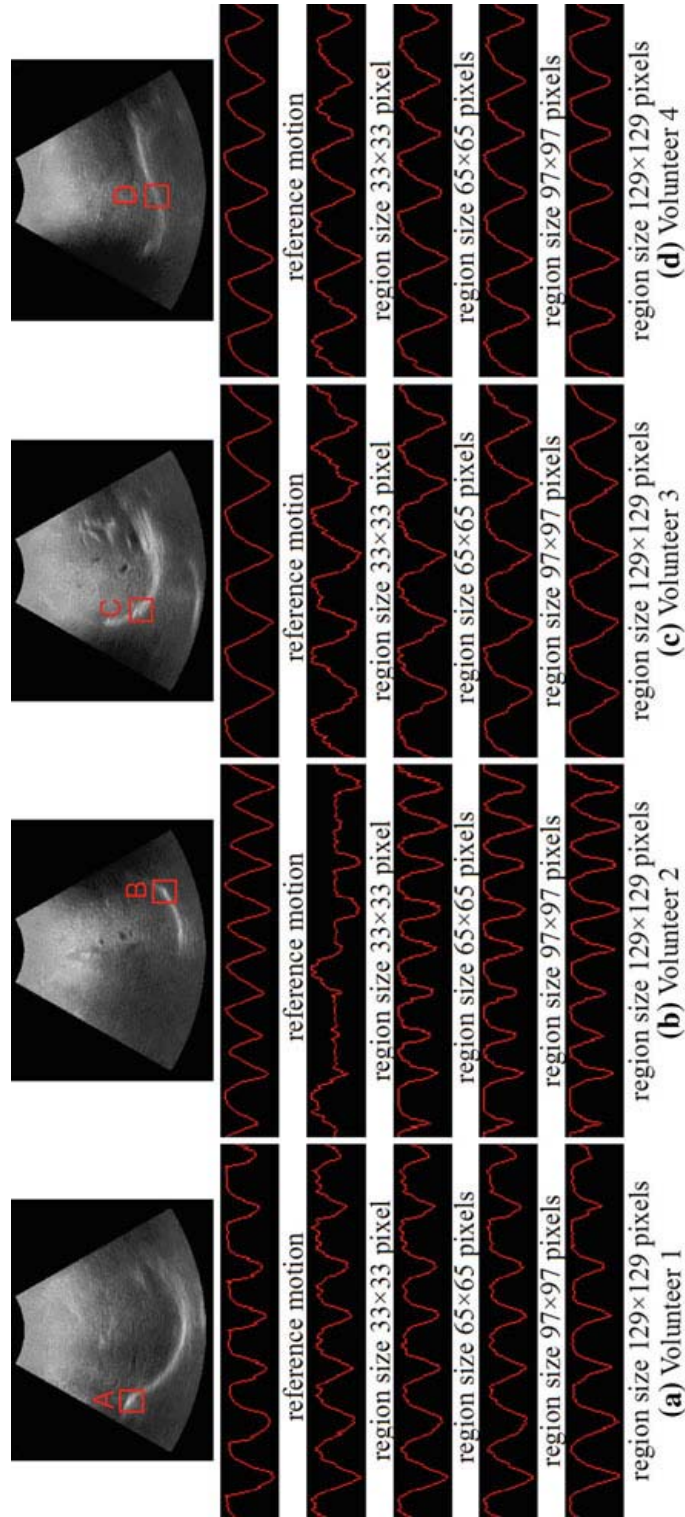 A
B
C
D
reference motion
reference motion
reference motion
reference motion
region size 33×33 pixel
region size 33×33 pixel
region size 33×33 pixel
region size 33×33 pixel
region size 65×65 pixels
region size 65×65 pixels
region size 65×65 pixels
region size 65×65 pixels
region size 97×97 pixels
region size 97×97 pixels
region size 97×97 pixels
region size 97×97 pixels
region size 129×129 pixels
region size 129×129 pixels
region size 129×129 pixels
region size 129×129 pixels
(a) Volunteer 1
(b) Volunteer 2
(c) Volunteer 3
(d) Volunteer 4